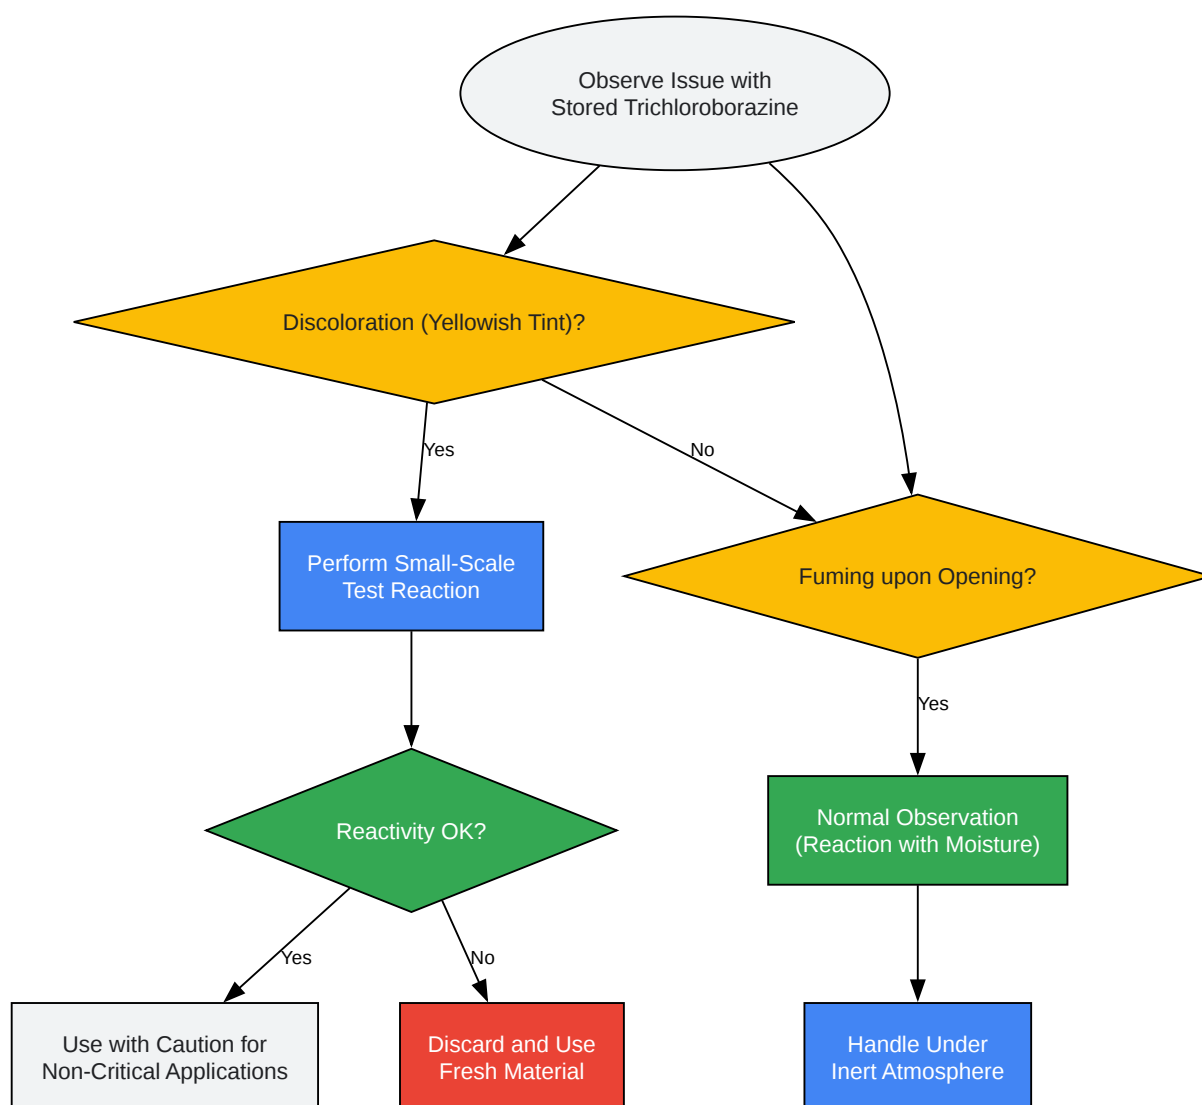 Observe Issue with
Stored Trichloroborazine
Discoloration (Yellowish Tint)?
Yes
No
Perform Small-Scale
Test Reaction
Fuming upon Opening?
Yes
Reactivity OK?
Normal Observation
(Reaction with Moisture)
Yes
No
Use with Caution for
Non-Critical Applications
Discard and Use
Fresh Material
Handle Under
Inert Atmosphere